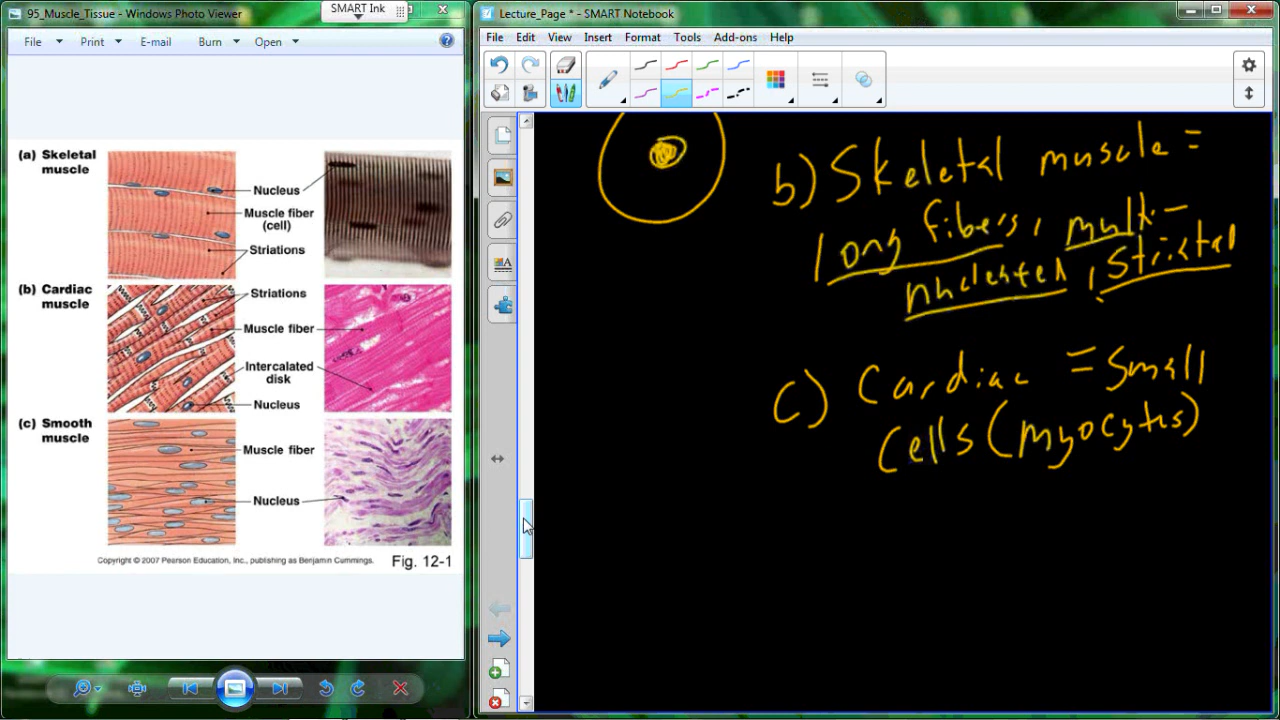 95_Muscle_Tissue - Windows Photo Viewer
SMART Ink
File Print E-mail Burn Open
(a) Skeletal
muscle
Nucleus
Muscle fiber
(cell)
Striations
(b) Cardiac
muscle
Striations
Muscle fiber
Intercalated
disk
Nucleus
(c) Smooth
muscle
Muscle fiber
Nucleus
Copyright © 2007 Pearson Education, Inc., publishing as Benjamin Cummings.
Fig. 12-1
Lecture_Page * - SMART Notebook
File Edit View Insert Format Tools Add-ons Help
b) Skeletal muscle =
long fibers, multi-
nucleated, Striated
c) Cardiac = Small
Cells (myocytes)